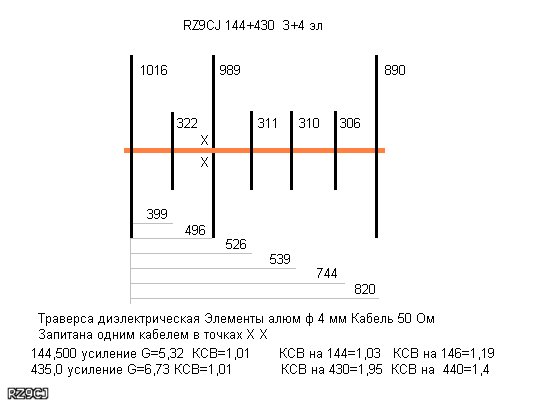 RZ9CJ 144+430 3+4 эл
1016
989
890
322
311
310
306
X
X
399
496
526
539
744
820
Траверса диэлектрическая Элементы алюм ф 4 мм Кабель 50 Ом
Запитана одним кабелем в точках X X
144,500 усиление G=5,32 КСВ=1,01 КСВ на 144=1,03 КСВ на 146=1,19
435,0 усиление G=6,73 КСВ=1,01 КСВ на 430=1,95 КСВ на 440=1,4
RZ9CJ